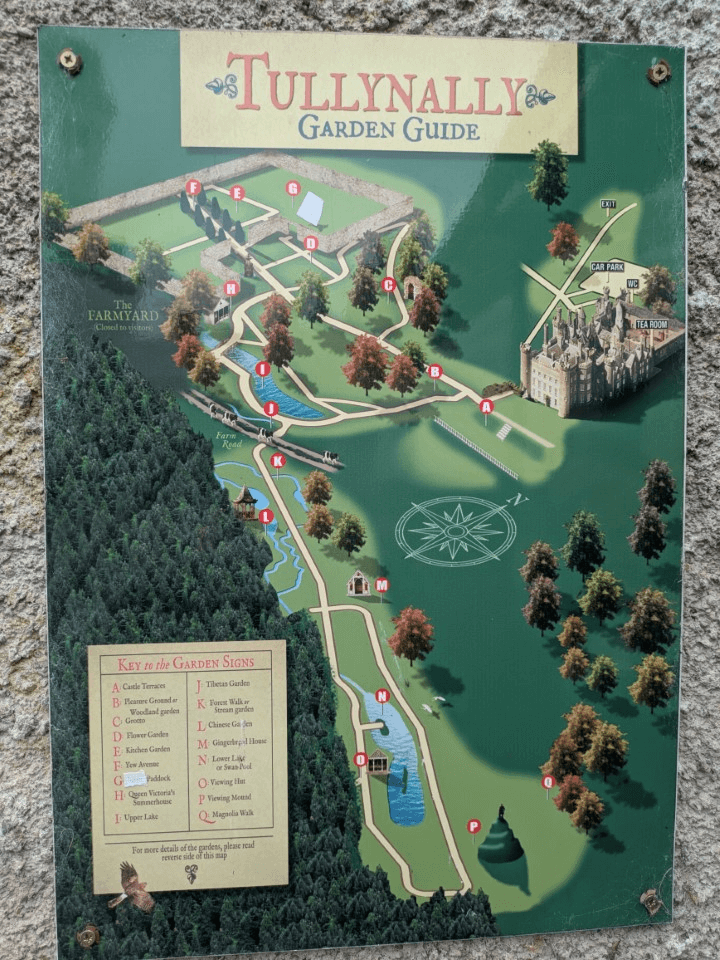 TULLYNALLY
GARDEN GUIDE
F
E
G
D
EXIT
CAR PARK
WC
C
H
TEA ROOM
The
FARMYARD
(Closed to visitors)
I
B
J
A
Farm
Road
K
N
L
M
N
O
Q
P
KEY to the GARDEN SIGNS
A Castle Terraces
B Pleasure Ground or
Woodland garden
C Grotto
D Flower Garden
E Kitchen Garden
F Yew Avenue
G Paddock
H Queen Victoria's
Summerhouse
I Upper Lake
J Tibetan Garden
K Forest Walk or
Stream garden
L Chinese Garden
M Gingerbread House
N Lower Lake
or Swan Pool
O Viewing Hut
P Viewing Mound
Q Magnolia Walk
For more details of the gardens, please read
reverse side of this map